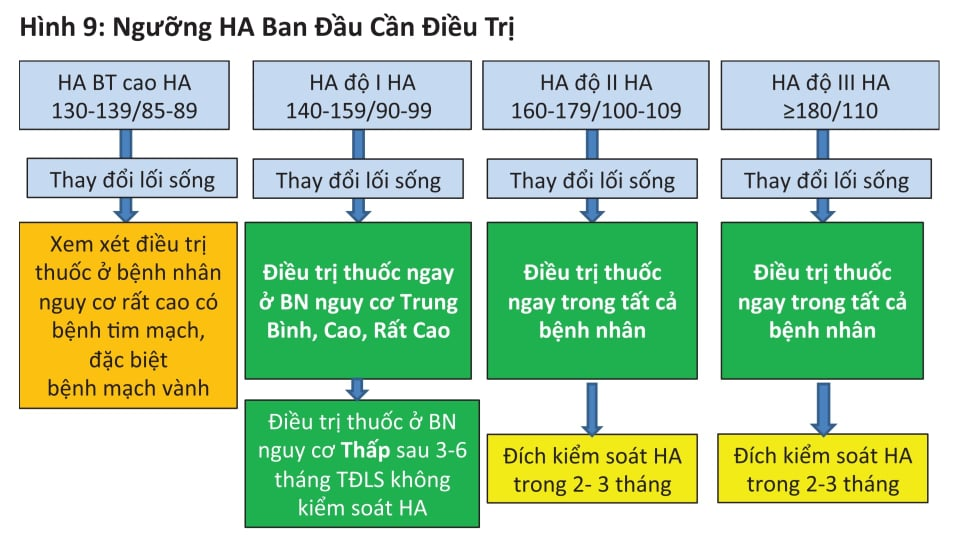 Hình 9: Ngưỡng HA Ban Đầu Cần Điều Trị
HA BT cao HA
130-139/85-89
Thay đổi lối sống
Xem xét điều trị
thuốc ở bệnh nhân
nguy cơ rất cao có
bệnh tim mạch,
đặc biệt
bệnh mạch vành
HA độ I HA
140-159/90-99
Thay đổi lối sống
Điều trị thuốc ngay
ở BN nguy cơ Trung
Bình, Cao, Rất Cao
Điều trị thuốc ở BN
nguy cơ Thấp sau 3-6
tháng TĐLS không
kiểm soát HA
HA độ II HA
160-179/100-109
Thay đổi lối sống
Điều trị thuốc
ngay trong tất cả
bệnh nhân
Đích kiểm soát HA
trong 2- 3 tháng
HA độ III HA
≥180/110
Thay đổi lối sống
Điều trị thuốc
ngay trong tất cả
bệnh nhân
Đích kiểm soát HA
trong 2-3 tháng